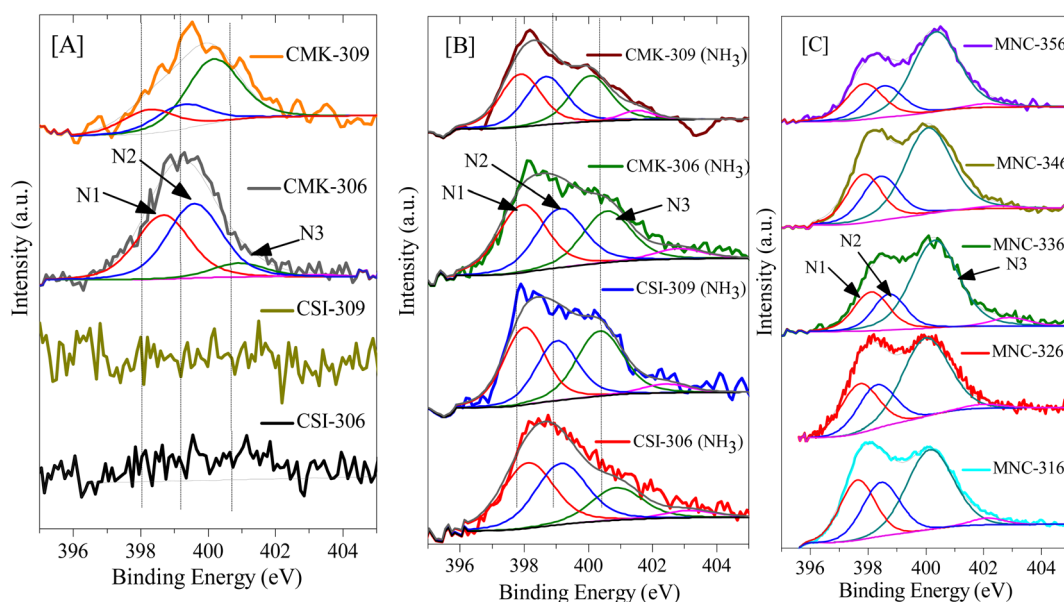 [A]
CMK-309
N2
N1
CMK-306
N3
CSI-309
CSI-306
Intensity (a.u.)
396 398 400 402 404
Binding Energy (eV)
[B]
CMK-309 (NH3)
N2
N1
CMK-306 (NH3)
N3
CSI-309 (NH3)
CSI-306 (NH3)
Intensity (a.u.)
396 398 400 402 404
Binding Energy (eV)
[C]
MNC-356
MNC-346
MNC-336
N2
N1
N3
MNC-326
MNC-316
Intensity (a.u.)
396 398 400 402 404
Binding Energy (eV)